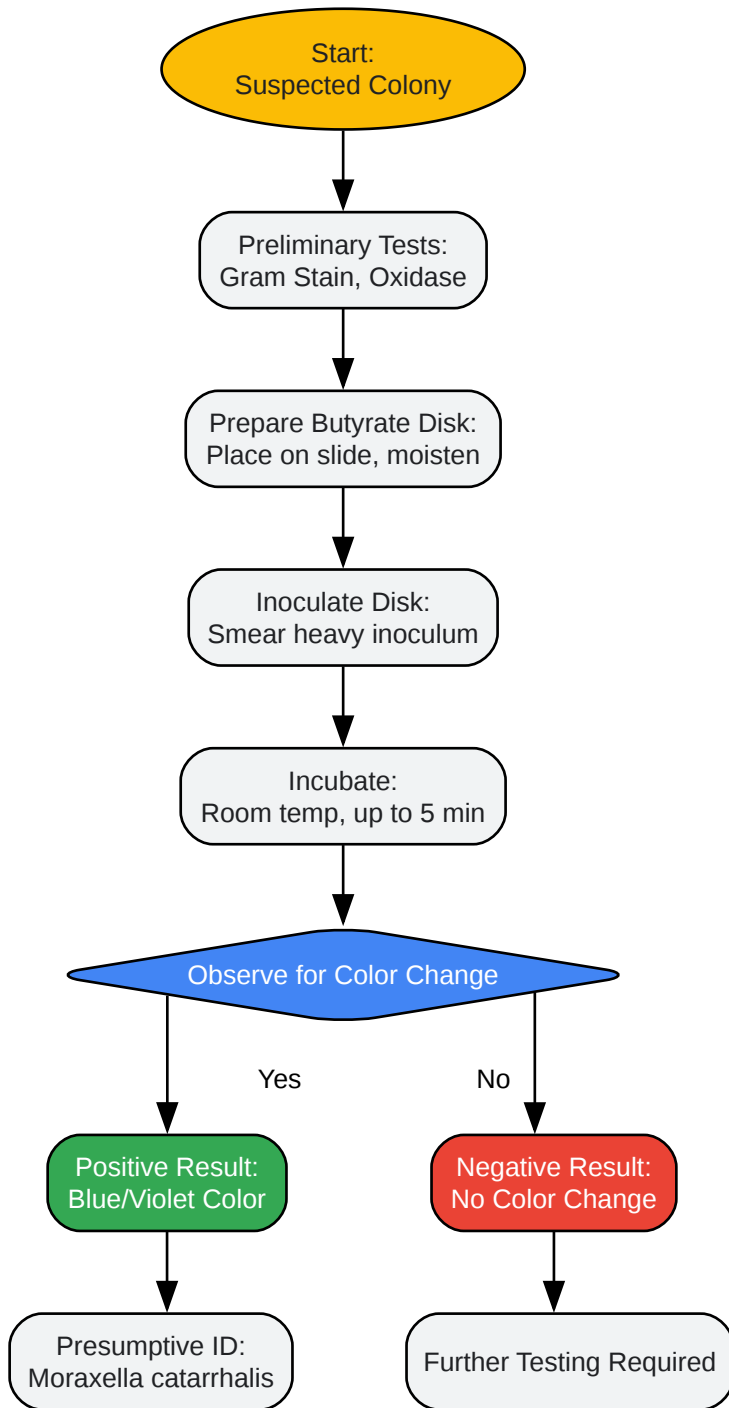 Start:
Suspected Colony
Preliminary Tests:
Gram Stain, Oxidase
Prepare Butyrate Disk:
Place on slide, moisten
Inoculate Disk:
Smear heavy inoculum
Incubate:
Room temp, up to 5 min
Observe for Color Change
Yes
No
Positive Result:
Blue/Violet Color
Negative Result:
No Color Change
Presumptive ID:
Moraxella catarrhalis
Further Testing Required